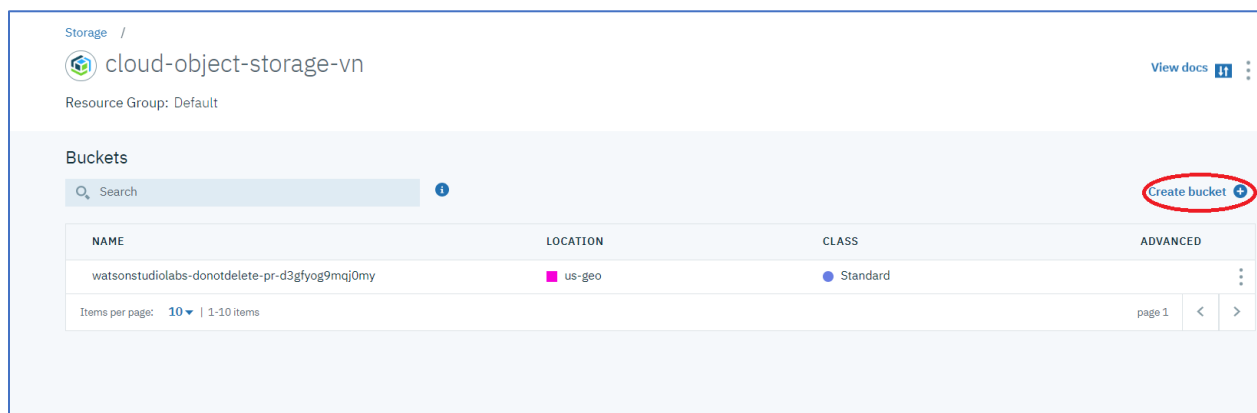 Storage /
cloud-object-storage-vn
View docs
Resource Group: Default
Buckets
Search
Create bucket
NAME LOCATION CLASS ADVANCED
watsonstudiolabs-donotdelete-pr-d3gfyog9mqj0my us-geo Standard
Items per page: 10 | 1-10 items page 1